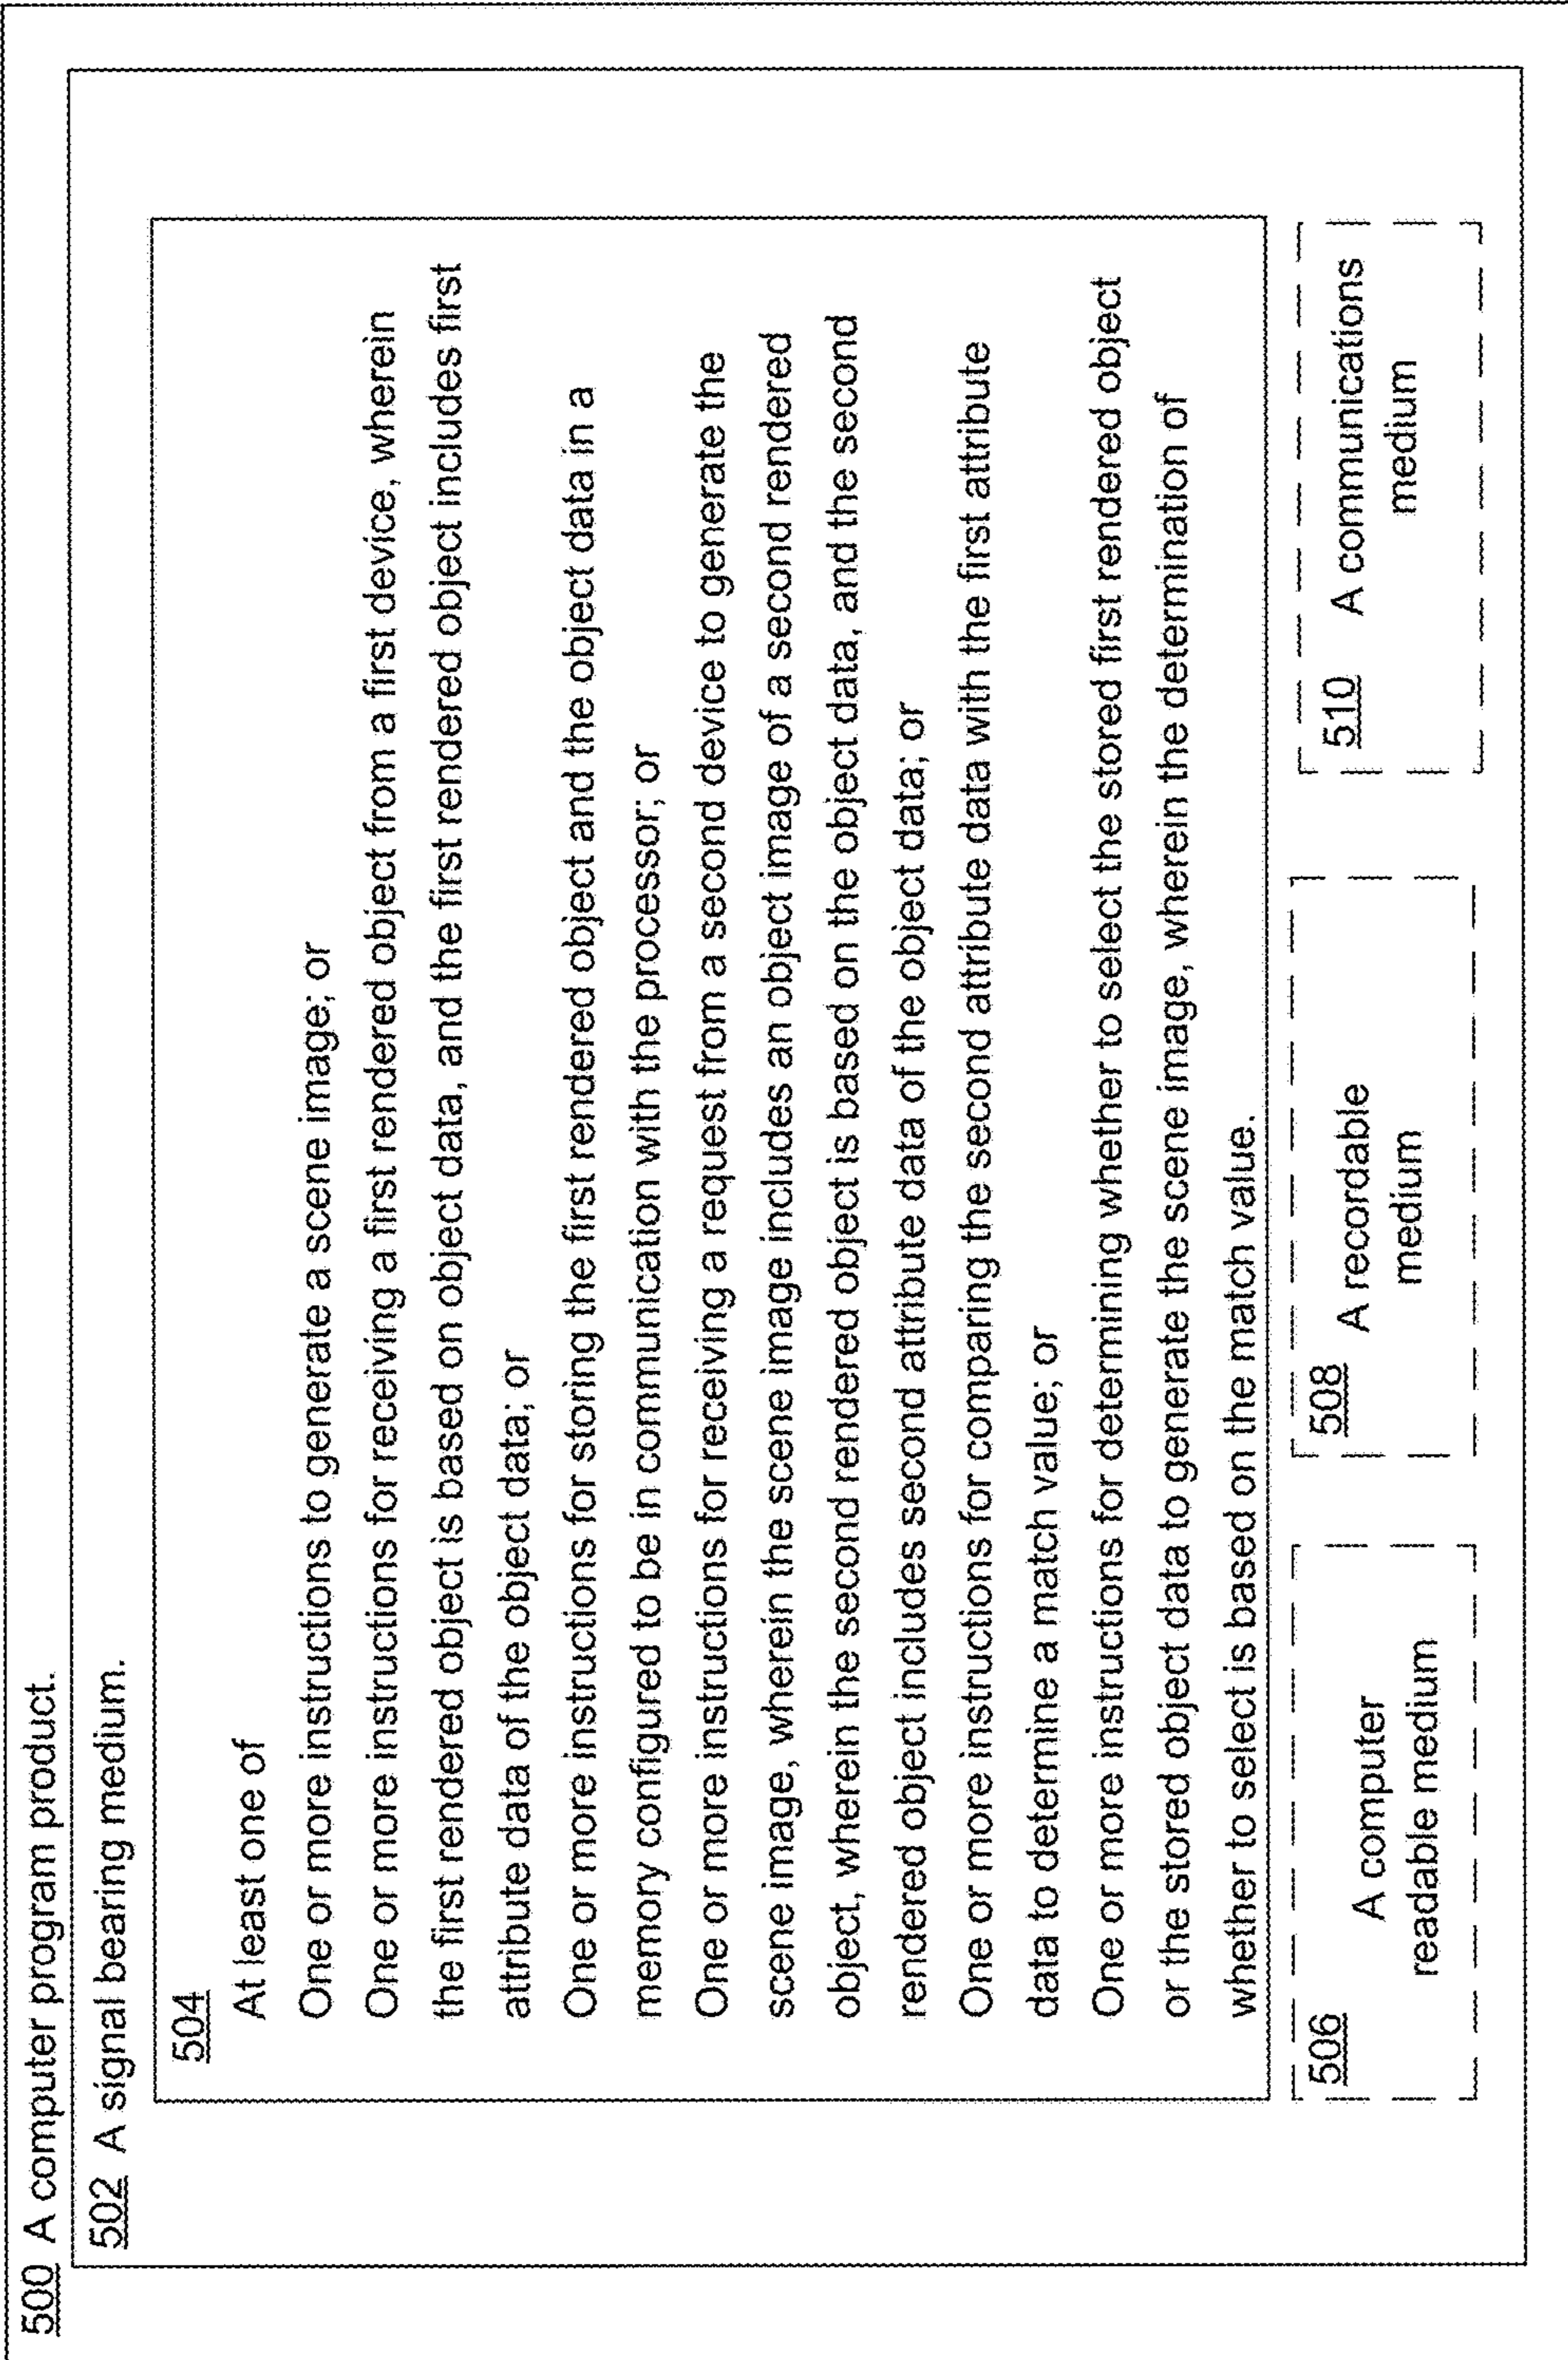 500 A computer program product.
502 A signal bearing medium.
504
At least one of
One or more instructions to generate a scene image; or
One or more instructions for receiving a first rendered object from a first device, wherein
the first rendered object is based on object data, and the first rendered object includes first
attribute data of the object data; or
One or more instructions for storing the first rendered object and the object data in a
memory configured to be in communication with the processor; or
One or more instructions for receiving a request from a second device to generate the
scene image, wherein the scene image includes an object image of a second rendered
object, wherein the second rendered object is based on the object data, and the second
rendered object includes second attribute data of the object data; or
One or more instructions for comparing the second attribute data with the first attribute
data to determine a match value; or
One or more instructions for determining whether to select the stored first rendered object
or the stored object data to generate the scene image, wherein the determination of
whether to select is based on the match value.
506 A computer
readable medium
508 A recordable
medium
510 A communications
medium